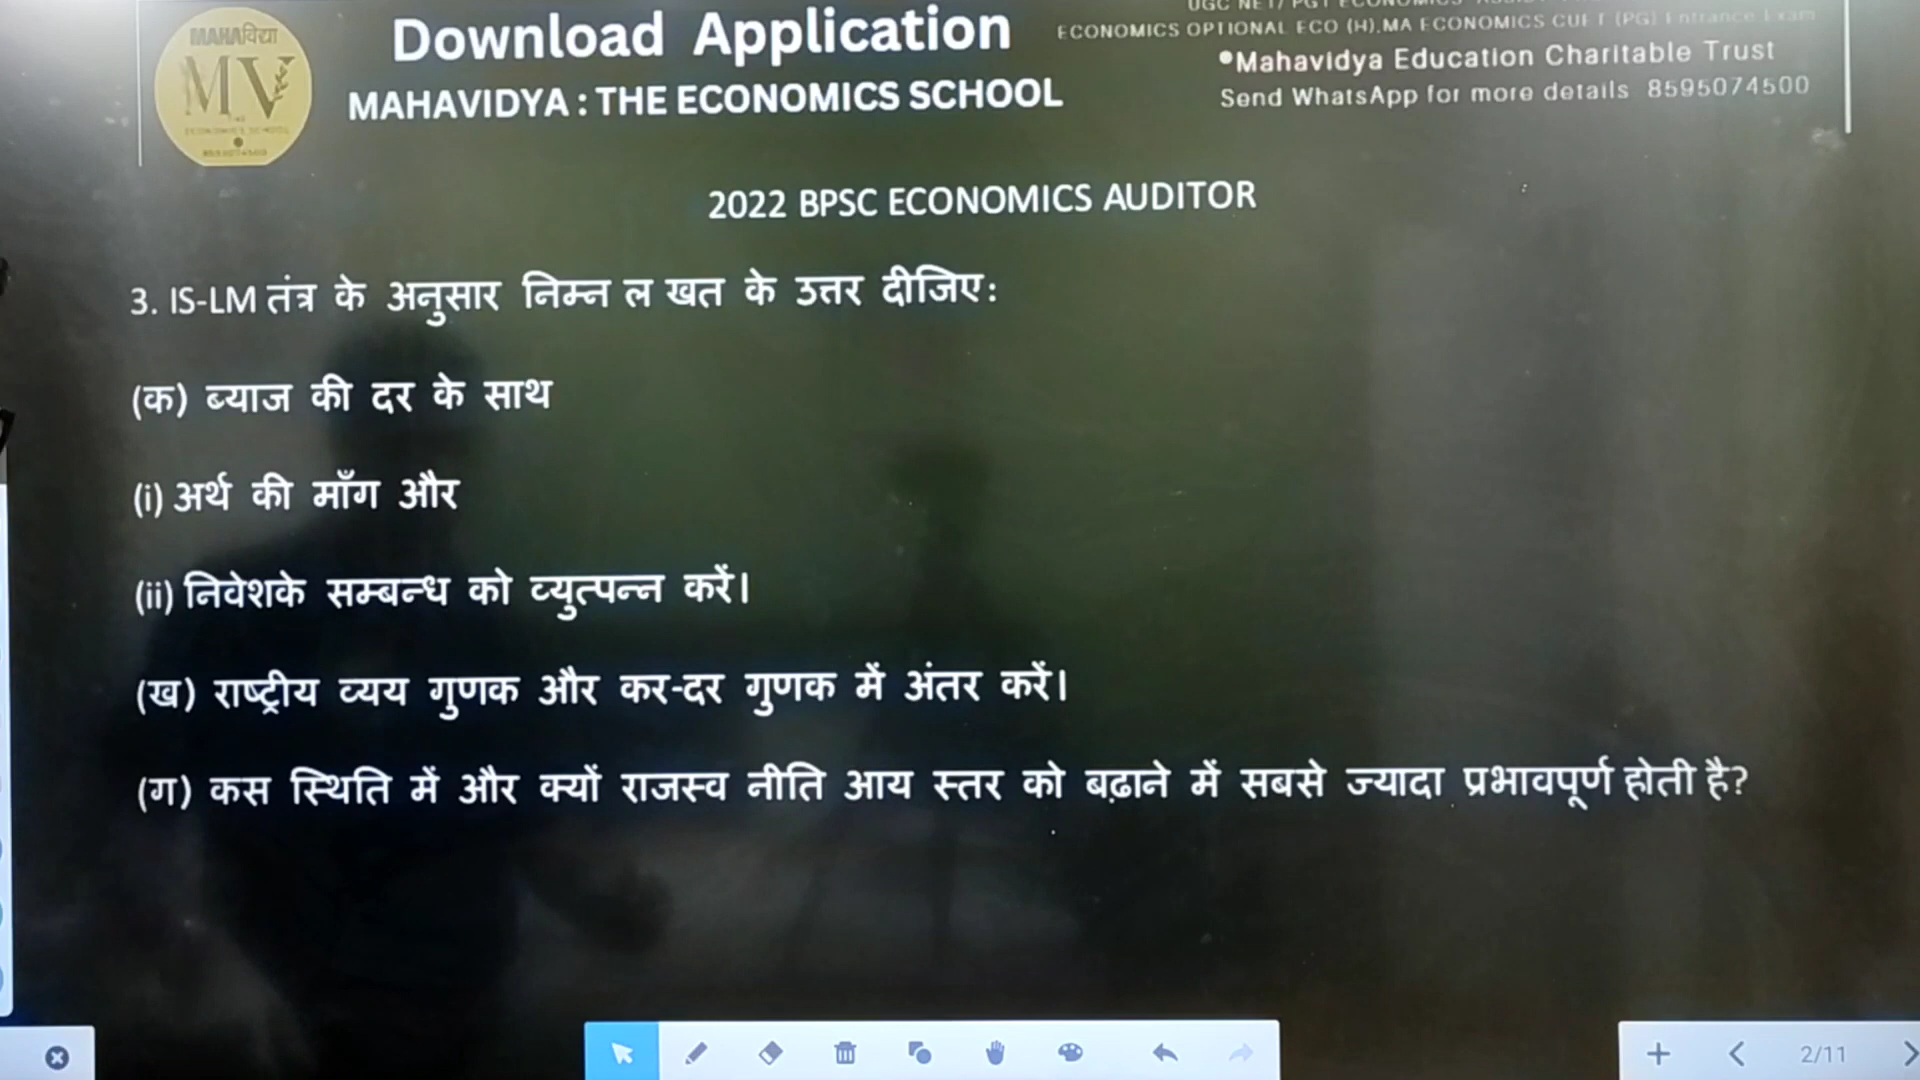 MAHAविद्या
MV
Download Application
MAHAVIDYA : THE ECONOMICS SCHOOL
ECONOMICS OPTIONAL ECO (H).MA ECONOMICS CUET (PG) Entrance Exam
•Mahavidya Education Charitable Trust
Send WhatsApp for more details 8595074500
2022 BPSC ECONOMICS AUDITOR
3. IS-LM तंत्र के अनुसार निम्न ल खत के उत्तर दीजिए:
(क) ब्याज की दर के साथ
(i) अर्थ की माँग और
(ii) निवेशके सम्बन्ध को व्युत्पन्न करें।
(ख) राष्ट्रीय व्यय गुणक और कर-दर गुणक में अंतर करें।
(ग) कस स्थिति में और क्यों राजस्व नीति आय स्तर को बढ़ाने में सबसे ज्यादा प्रभावपूर्ण होती है?
2/11